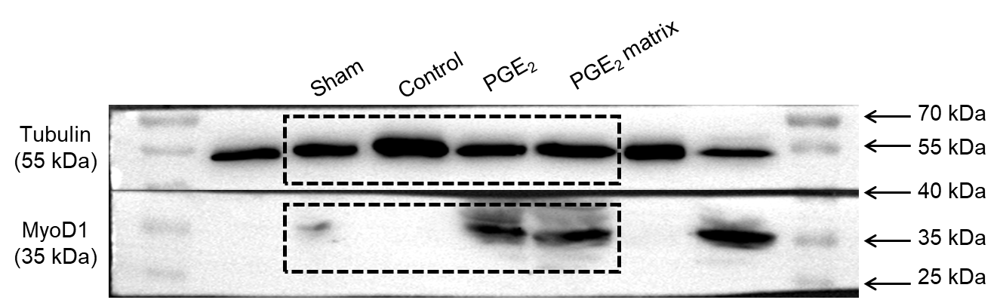 Sham
Control
PGE₂
PGE₂ matrix
Tubulin
(55 kDa)
MyoD1
(35 kDa)
70 kDa
55 kDa
40 kDa
35 kDa
25 kDa